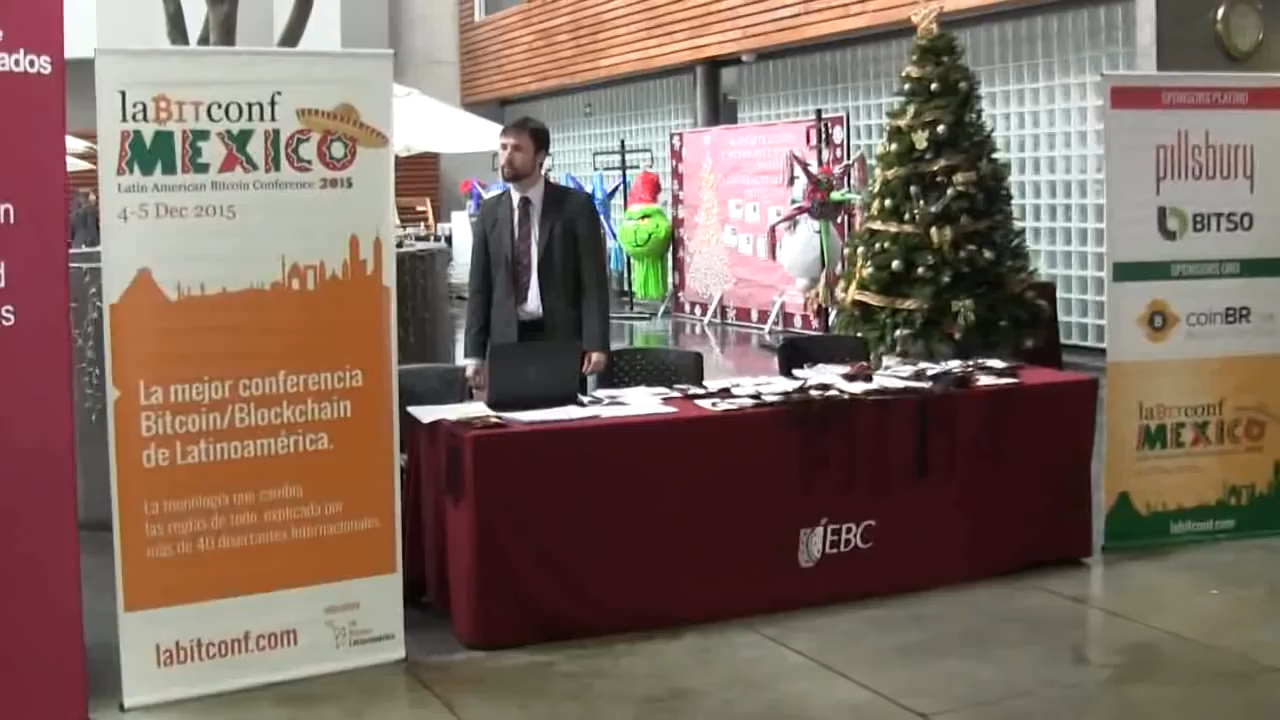 ados
n
d
s
laBITconf
MEXICO
Latin American Bitcoin Conference 2015
4-5 Dec 2015
La mejor conferencia
Bitcoin/Blockchain
de Latinoamérica.
La tecnología que cambia
las reglas de todo, explicada por
más de 40 disertantes internacionales.
labitconf.com
Latinoamérica
EBC
SPONSORS PLATINO
pillsbury
BITSO
SPONSORS ORO
coinBR
laBITconf
MEXICO
labitconf.com